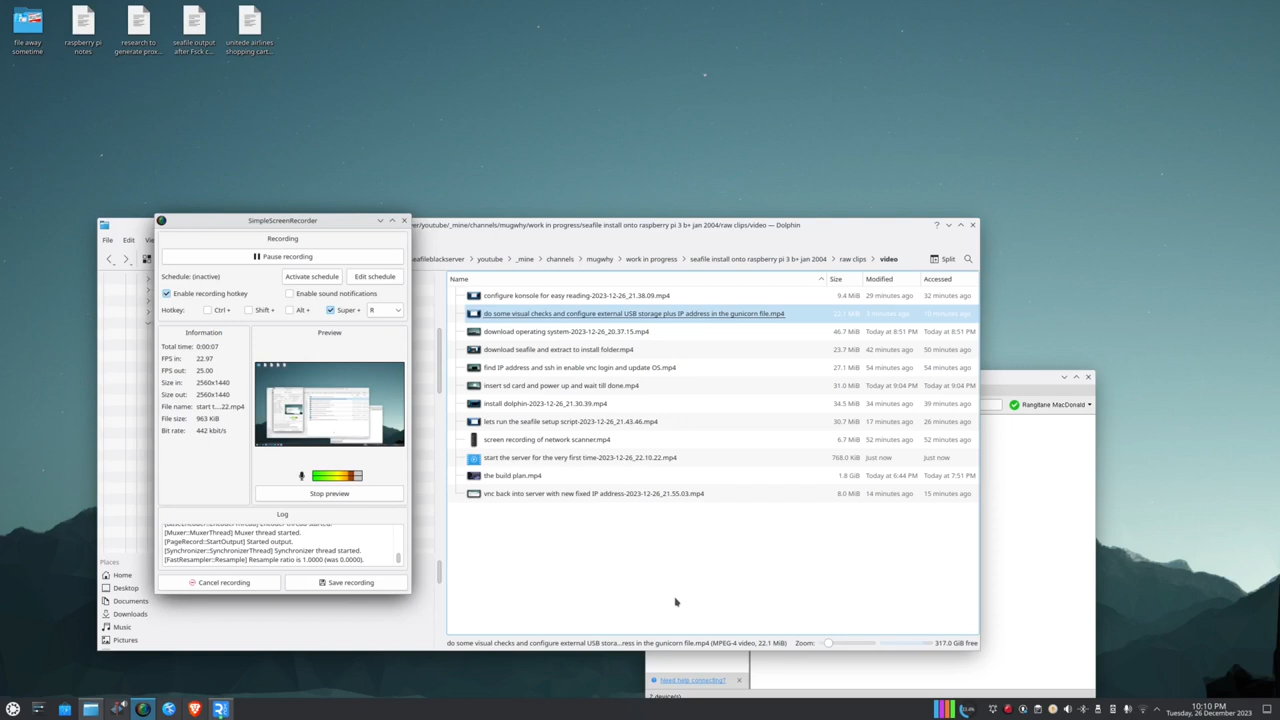 file away
sometime
raspberry pi
notes
research to
generate prox...
seafile output
after Fsck c...
unitede airlines
shopping cart...
SimpleScreenRecorder
Recording
Pause recording
Schedule: (inactive)
Activate schedule
Edit schedule
Enable recording hotkey
Enable sound notifications
Hotkey:
Ctrl +
Shift +
Alt +
Super +
R
Information
Total time: 0:00:07
FPS in: 22.97
FPS out: 25.00
Size in: 2560x1440
Size out: 2560x1440
File name: start t....22.mp4
File size: 963 KiB
Bit rate: 442 kbit/s
Preview
Stop preview
Log
[Muxer::MuxerThread] Muxer thread started.
[PageRecord::StartOutput] Started output.
[Synchronizer::SynchronizerThread] Synchronizer thread started.
[FastResampler::Resample] Resample ratio is 1.0000 (was 0.0000).
Cancel recording
Save recording
er/youtube/_mine/channels/mugwhy/work in progress/seafile install onto raspberry pi 3 b+ jan 2004/raw clips/video — Dolphin
File
Edit
eafileblackserver > youtube > _mine > channels > mugwhy > work in progress > seafile install onto raspberry pi 3 b+ jan 2004 > raw clips > video
Split
Name Size Modified Accessed
configure konsole for easy reading-2023-12-26_21.38.09.mp4 9.4 MiB 29 minutes ago 32 minutes ago
do some visual checks and configure external USB storage plus IP address in the gunicorn file.mp4
download operating system-2023-12-26_20.37.15.mp4 46.7 MiB Today at 8:51 PM Today at 8:51 PM
download seafile and extract to install folder.mp4 23.7 MiB 42 minutes ago 50 minutes ago
find IP address and ssh in enable vnc login and update OS.mp4 27.1 MiB 54 minutes ago 54 minutes ago
insert sd card and power up and wait till done.mp4 31.0 MiB Today at 9:04 PM Today at 9:04 PM
install dolphin-2023-12-26_21.30.39.mp4 34.5 MiB 34 minutes ago 39 minutes ago
lets run the seafile setup script-2023-12-26_21.43.46.mp4 30.7 MiB 17 minutes ago 26 minutes ago
screen recording of network scanner.mp4 6.7 MiB 52 minutes ago 52 minutes ago
start the server for the very first time-2023-12-26_22.10.22.mp4 768.0 KiB Just now Just now
the build plan.mp4 1.8 GiB Today at 6:44 PM Today at 7:51 PM
vnc back into server with new fixed IP address-2023-12-26_21.55.03.mp4 8.0 MiB 14 minutes ago 15 minutes ago
Places
Home
Desktop
Documents
Downloads
Music
Pictures
do some visual checks and configure external USB stora...ress in the gunicorn file.mp4 (MPEG-4 video, 22.1 MiB)
Zoom:
317.0 GiB free
Rangitane MacDonald
Need help connecting?
10:10 PM
Tuesday, 26 December 2023